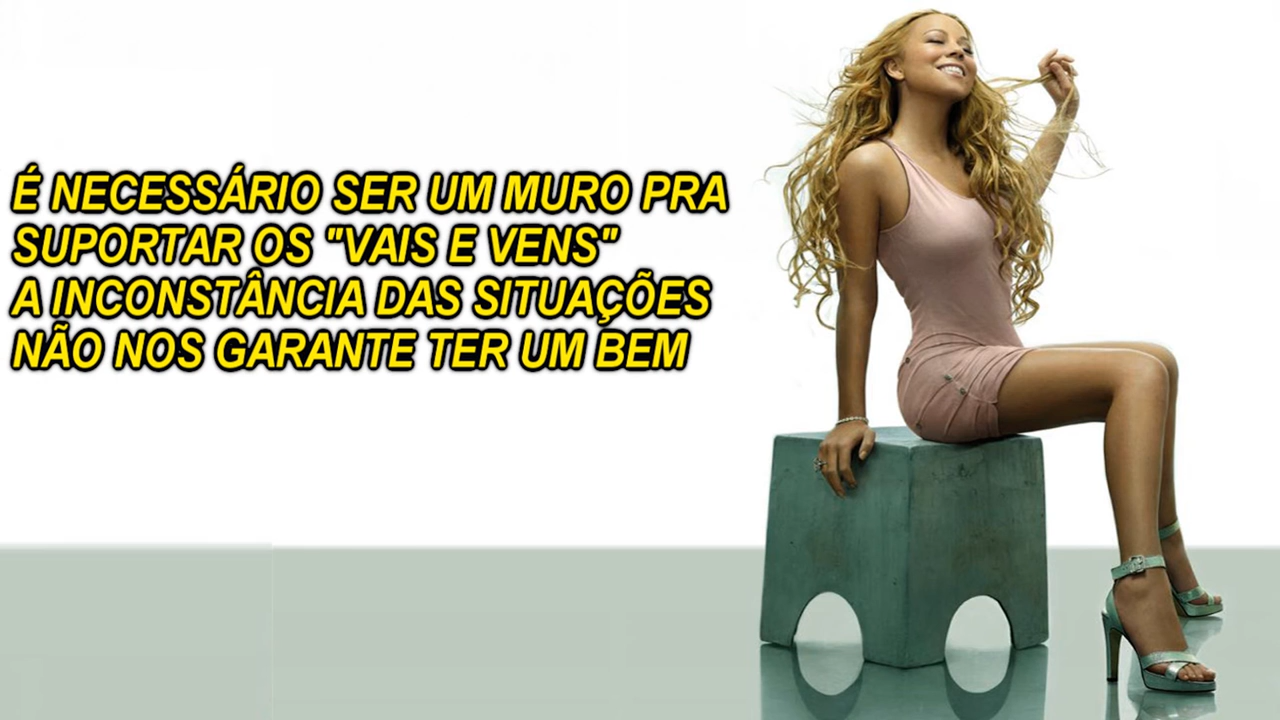 É NECESSÁRIO SER UM MURO PRA
SUPORTAR OS "VAIS E VENS"
A INCONSTÂNCIA DAS SITUAÇÕES
NÃO NOS GARANTE TER UM BEM